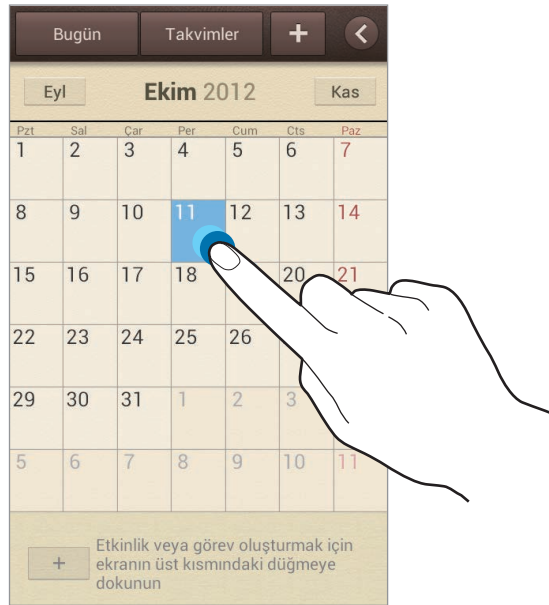 Bugün Takvimler +
Eyl Ekim 2012 Kas
Pzt Sal Çar Per Cum Cts Paz
1 2 3 4 5 6 7
8 9 10 11 12 13 14
15 16 17 18 20 21
22 23 24 25 26
29 30 31 1 2 3
5 6 7 8 9 10 11
+ Etkinlik veya görev oluşturmak için
ekranın üst kısmındaki düğmeye
dokunun